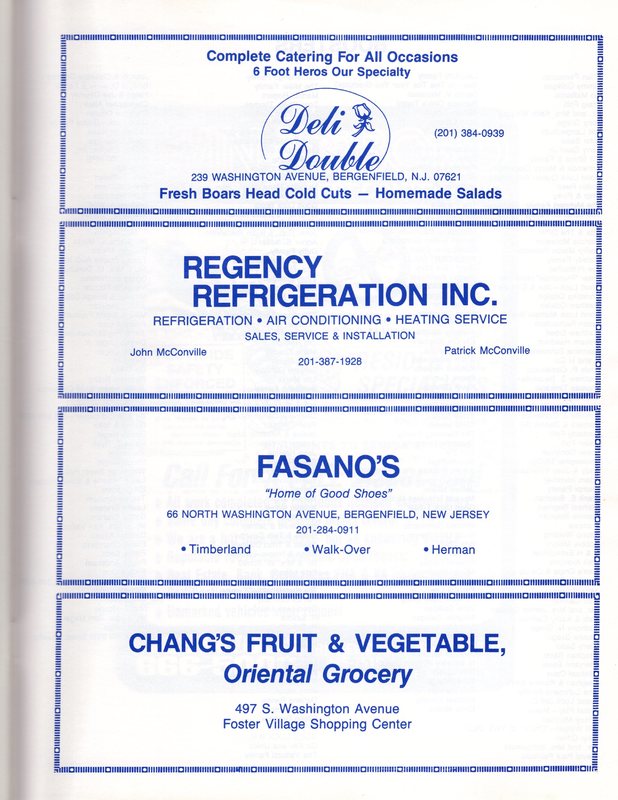 Complete Catering For All Occasions
6 Foot Heros Our Specialty
Deli
Double
(201) 384-0939
239 WASHINGTON AVENUE, BERGENFIELD, N.J. 07621
Fresh Boars Head Cold Cuts — Homemade Salads
REGENCY
REFRIGERATION INC.
REFRIGERATION • AIR CONDITIONING • HEATING SERVICE
SALES, SERVICE & INSTALLATION
John McConville
Patrick McConville
201-387-1928
FASANO'S
"Home of Good Shoes"
66 NORTH WASHINGTON AVENUE, BERGENFIELD, NEW JERSEY
201-284-0911
• Timberland • Walk-Over • Herman
CHANG'S FRUIT & VEGETABLE,
Oriental Grocery
497 S. Washington Avenue
Foster Village Shopping Center